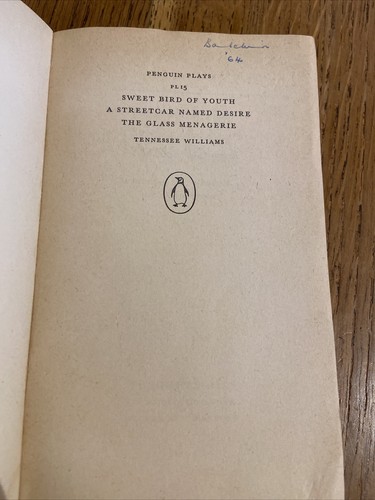 '64
PENGUIN PLAYS
PL15
SWEET BIRD OF YOUTH
A STREETCAR NAMED DESIRE
THE GLASS MENAGERIE
TENNESSEE WILLIAMS